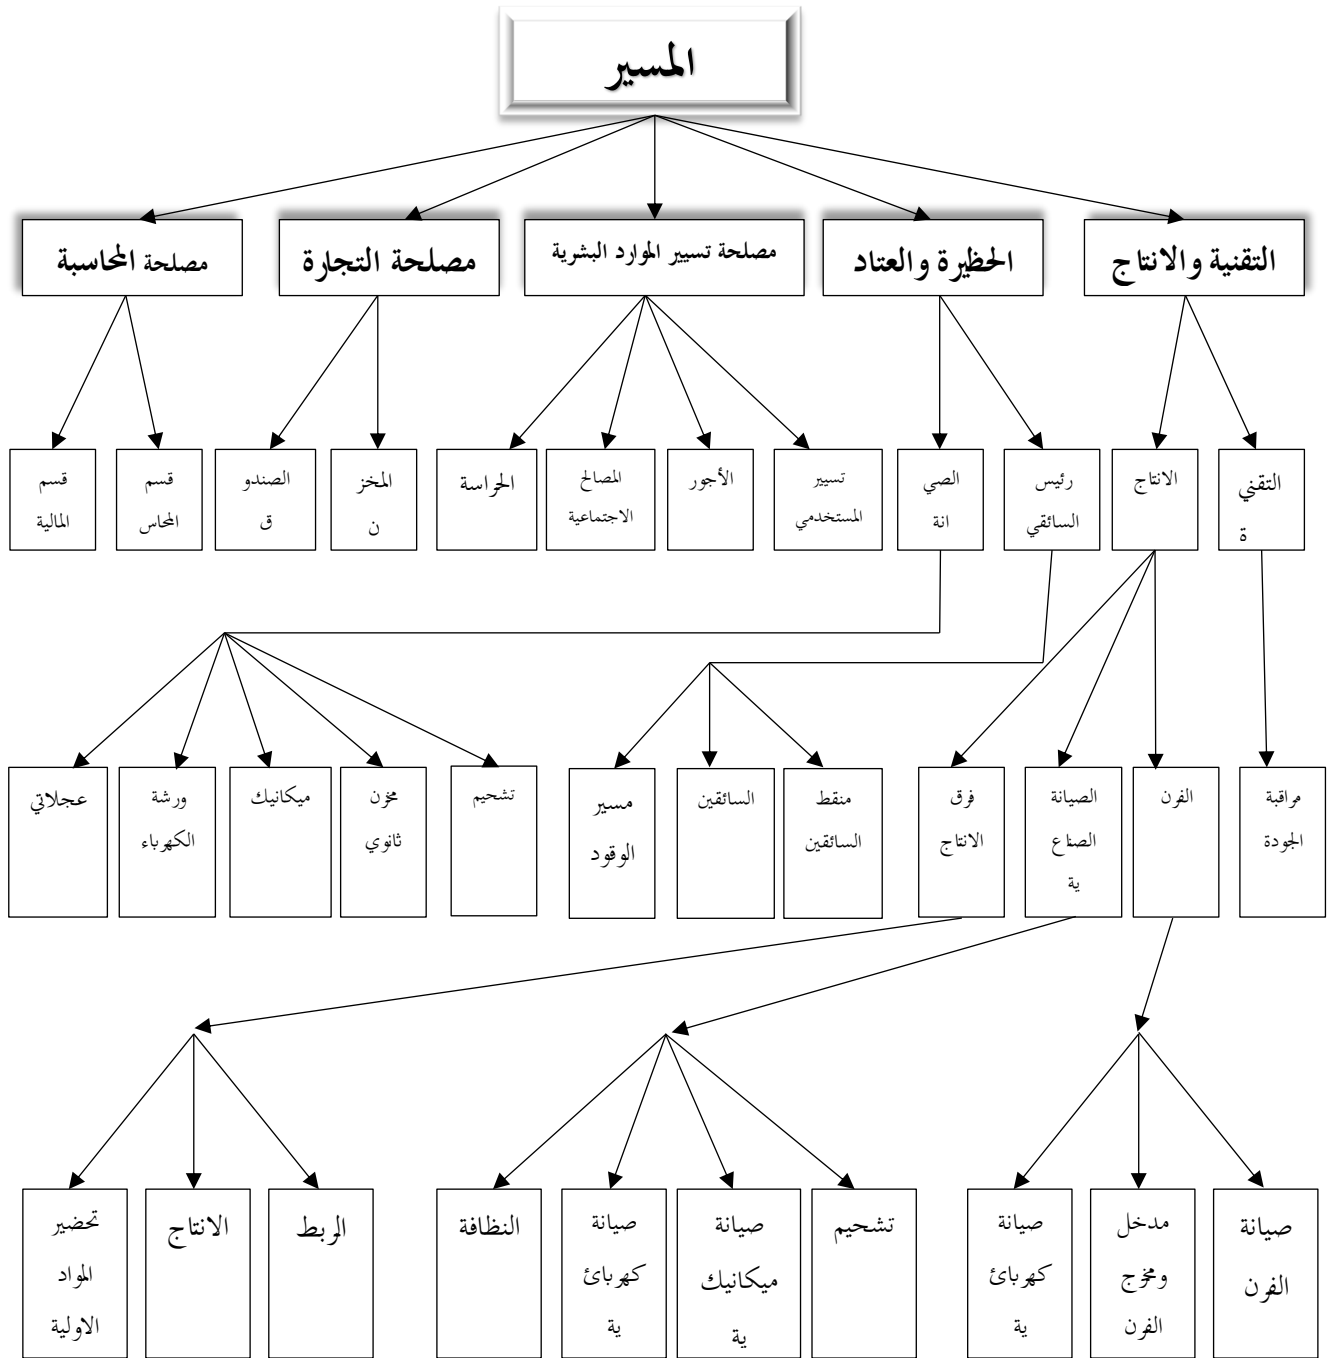 المسير
التقنية والانتاج
الحظيرة والعتاد
مصلحة تسيير الموارد البشرية
مصلحة التجارة
مصلحة المحاسبة
التقني
ة
الانتاج
رئيس
السائقي
الصي
انة
تسيير
المستخدمي
الأجور
المصالح
الاجتماعية
الحراسة
المخز
ن
الصندو
ق
قسم
المحاس
قسم
المالية
مراقبة
الجودة
الفرن
الصيانة
الصناع
ية
فرق
الانتاج
منقط
السائقين
السائقين
مسير
الوقود
تشحيم
مخزن
ثانوي
ميكانيك
ورشة
الكهرباء
عجلاتي
صيانة
الفرن
مدخل
ومخرج
الفرن
صيانة
كهربائ
ية
تشحيم
صيانة
ميكانيك
ية
صيانة
كهربائ
ية
النظافة
الربط
الانتاج
تحضير
المواد
الاولية